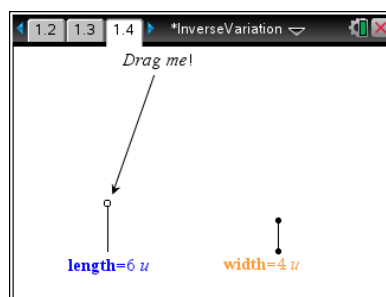 1.2 1.3 1.4 *InverseVariation
Drag me!
length=6 u
width=4 u